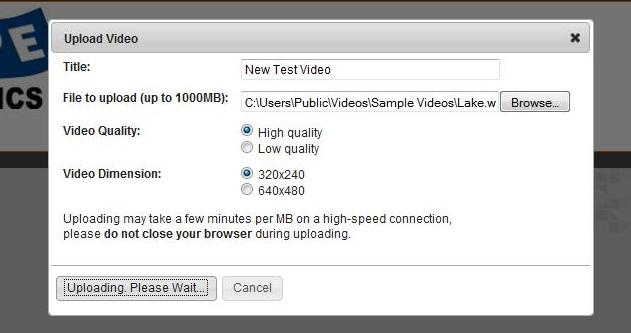 PE
ICS
Upload Video
Title: New Test Video
File to upload (up to 1000MB): C:\Users\Public\Videos\Sample Videos\Lake.w Browse...
Video Quality: High quality
Low quality
Video Dimension: 320x240
640x480
Uploading may take a few minutes per MB on a high-speed connection,
please do not close your browser during uploading.
Uploading. Please Wait... Cancel